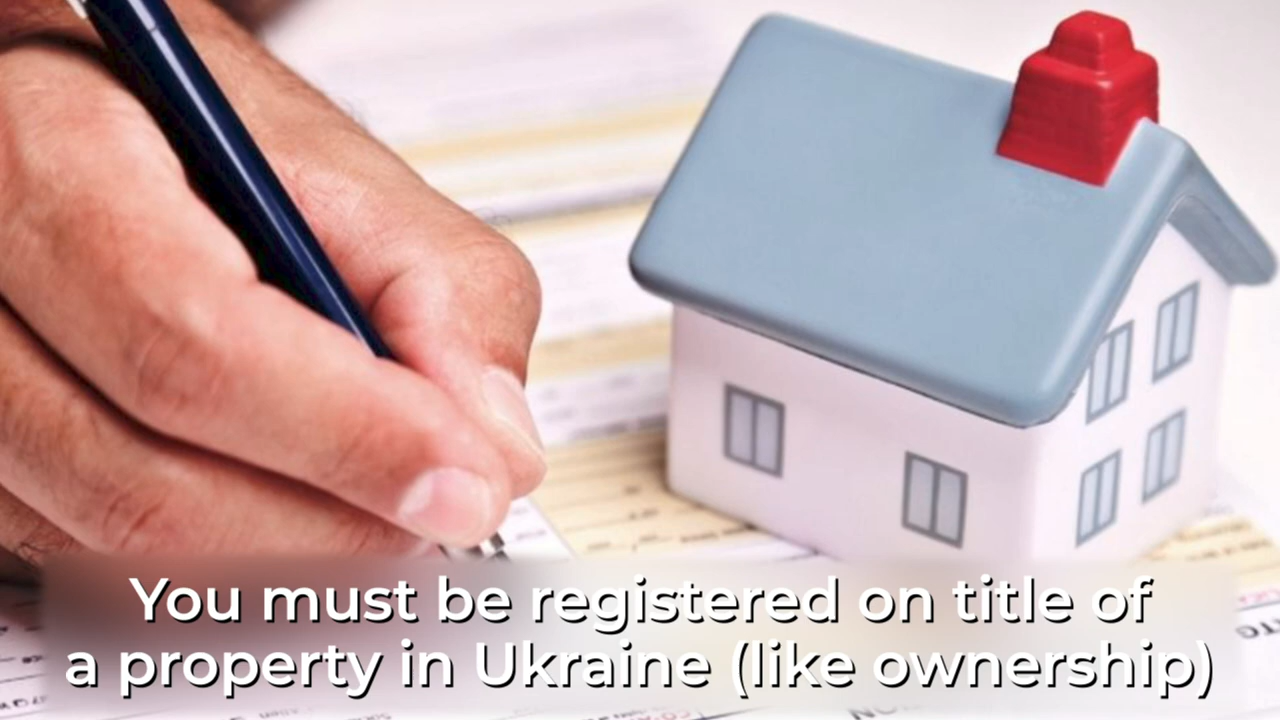 You must be registered on title of
a property in Ukraine (like ownership)